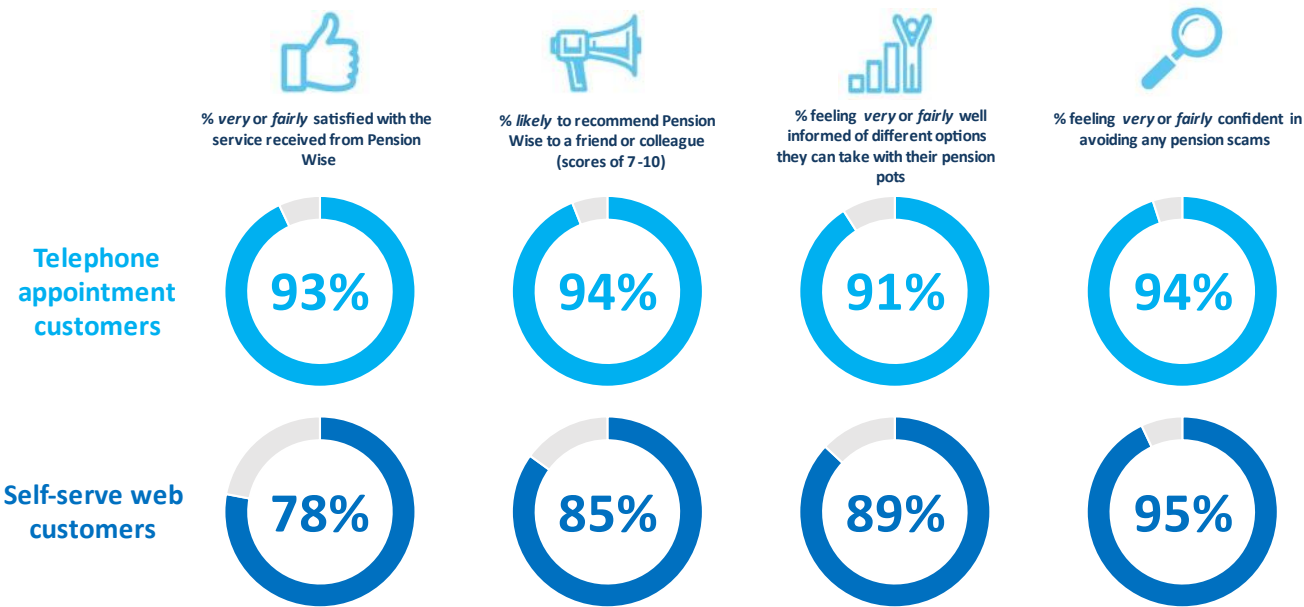 % very or fairly satisfied with the
service received from Pension
Wise
% likely to recommend Pension
Wise to a friend or colleague
(scores of 7-10)
% feeling very or fairly well
informed of different options
they can take with their pension
pots
% feeling very or fairly confident in
avoiding any pension scams
Telephone
appointment
customers
93%
94%
91%
94%
Self-serve web
customers
78%
85%
89%
95%